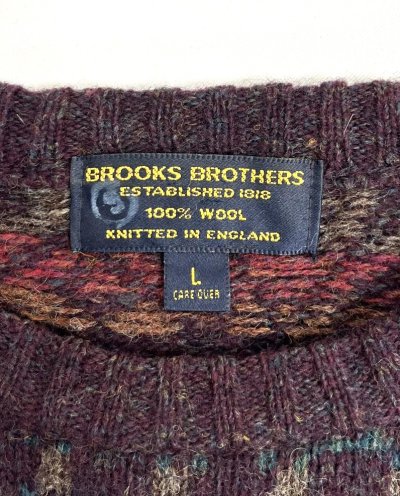 BROOKS BROTHERS
ESTABLISHED 1818
100% WOOL
KNITTED IN ENGLAND
L
CARE OVER